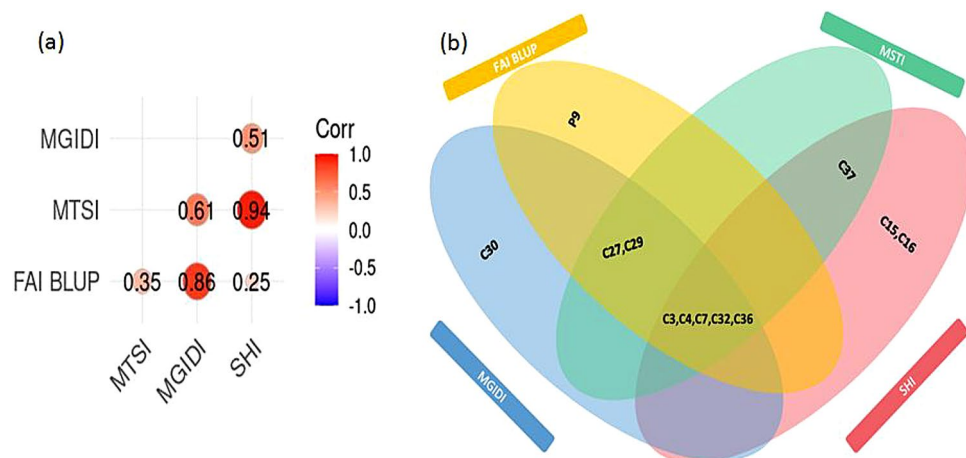 (a)
MGIDI
0.51
MTSI
0.61 0.94
FAI BLUP
0.35 0.86 0.25
MTSI MGIDI SHI
Corr
1.0
0.5
0.0
-0.5
-1.0
(b)
FAI BLUP
MSTI
P9
C37
C15,C16
C30
C27,C29
C3,C4,C7,C32,C36
MGIDI
SHI